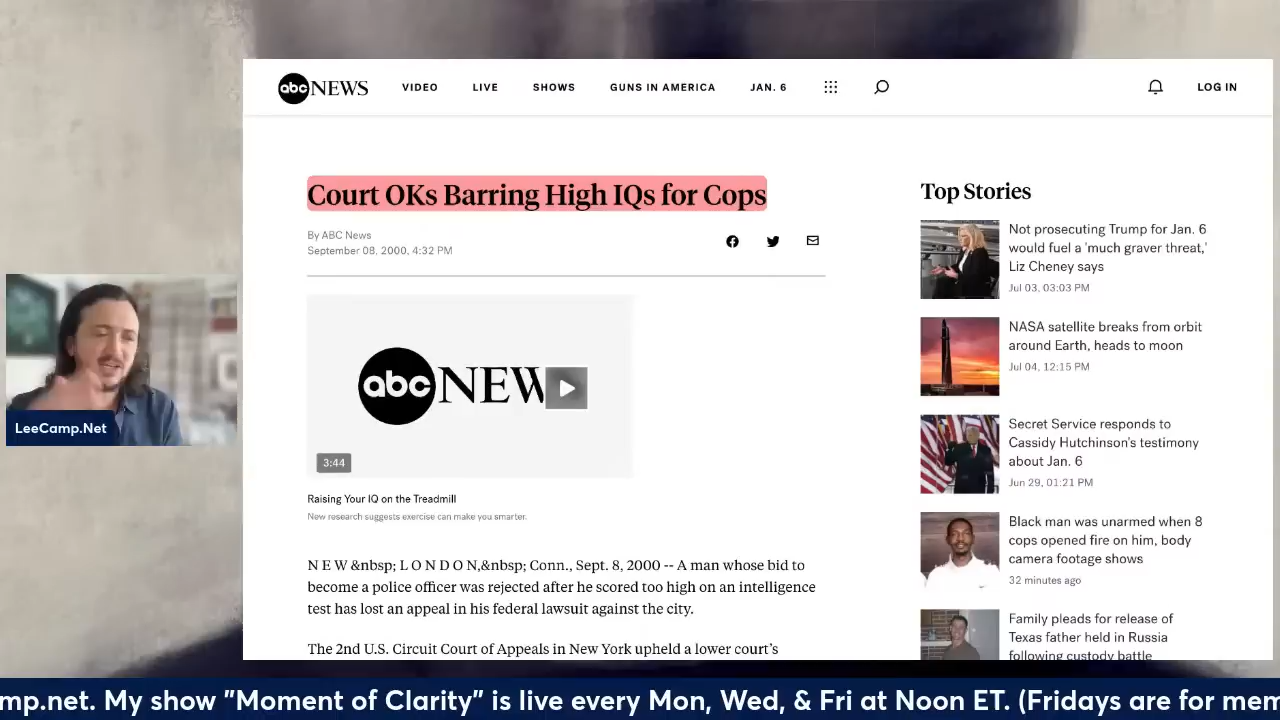 abc NEWS
VIDEO
LIVE
SHOWS
GUNS IN AMERICA
JAN. 6
LOG IN
Court OKs Barring High IQs for Cops
By ABC News
September 08, 2000, 4:32 PM
abc NEW
3:44
Raising Your IQ on the Treadmill
New research suggests exercise can make you smarter.
N E W &nbsp; L O N D O N,&nbsp; Conn., Sept. 8, 2000 -- A man whose bid to
become a police officer was rejected after he scored too high on an intelligence
test has lost an appeal in his federal lawsuit against the city.
The 2nd U.S. Circuit Court of Appeals in New York upheld a lower court’s
Top Stories
Not prosecuting Trump for Jan. 6
would fuel a 'much graver threat,'
Liz Cheney says
Jul 03, 03:03 PM
NASA satellite breaks from orbit
around Earth, heads to moon
Jul 04, 12:15 PM
Secret Service responds to
Cassidy Hutchinson's testimony
about Jan. 6
Jun 29, 01:21 PM
Black man was unarmed when 8
cops opened fire on him, body
camera footage shows
32 minutes ago
Family pleads for release of
Texas father held in Russia
following custody battle
LeeCamp.Net
mp.net. My show "Moment of Clarity" is live every Mon, Wed, & Fri at Noon ET. (Fridays are for mem